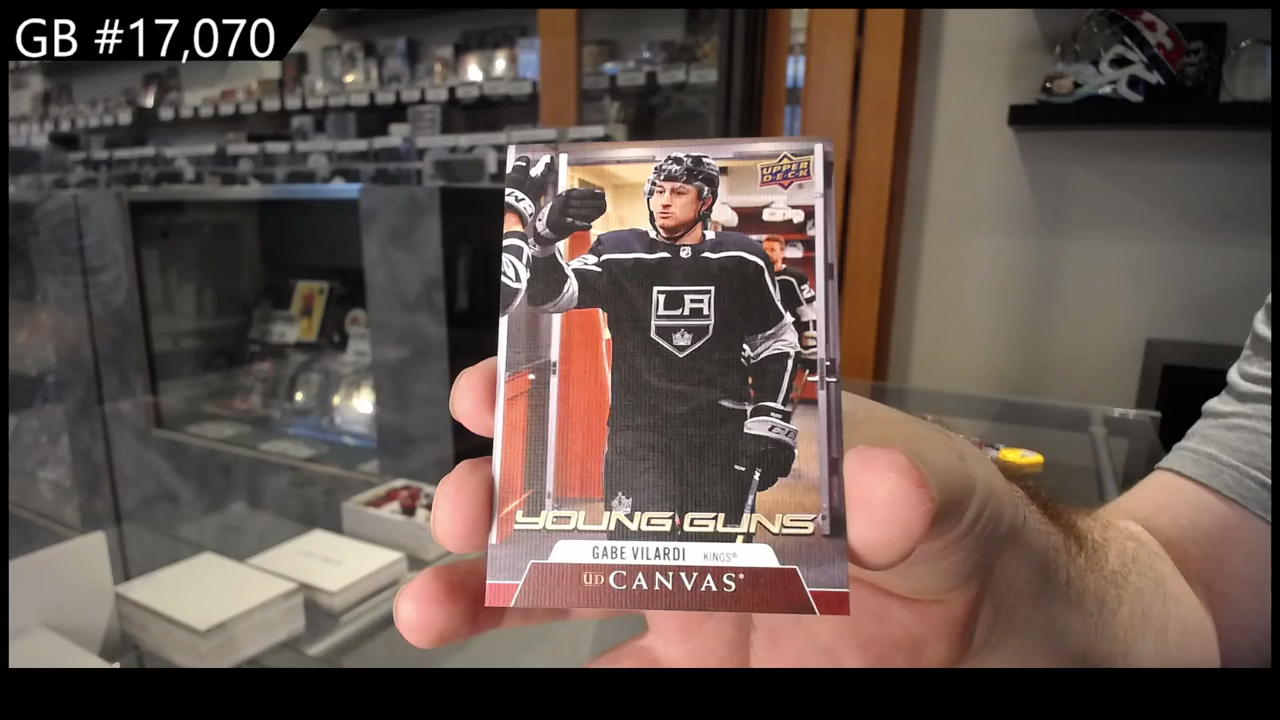 GB #17,070
UPPER
DECK
LA
YOUNG GUNS
GABE VILARDI KINGS®
UD CANVAS®